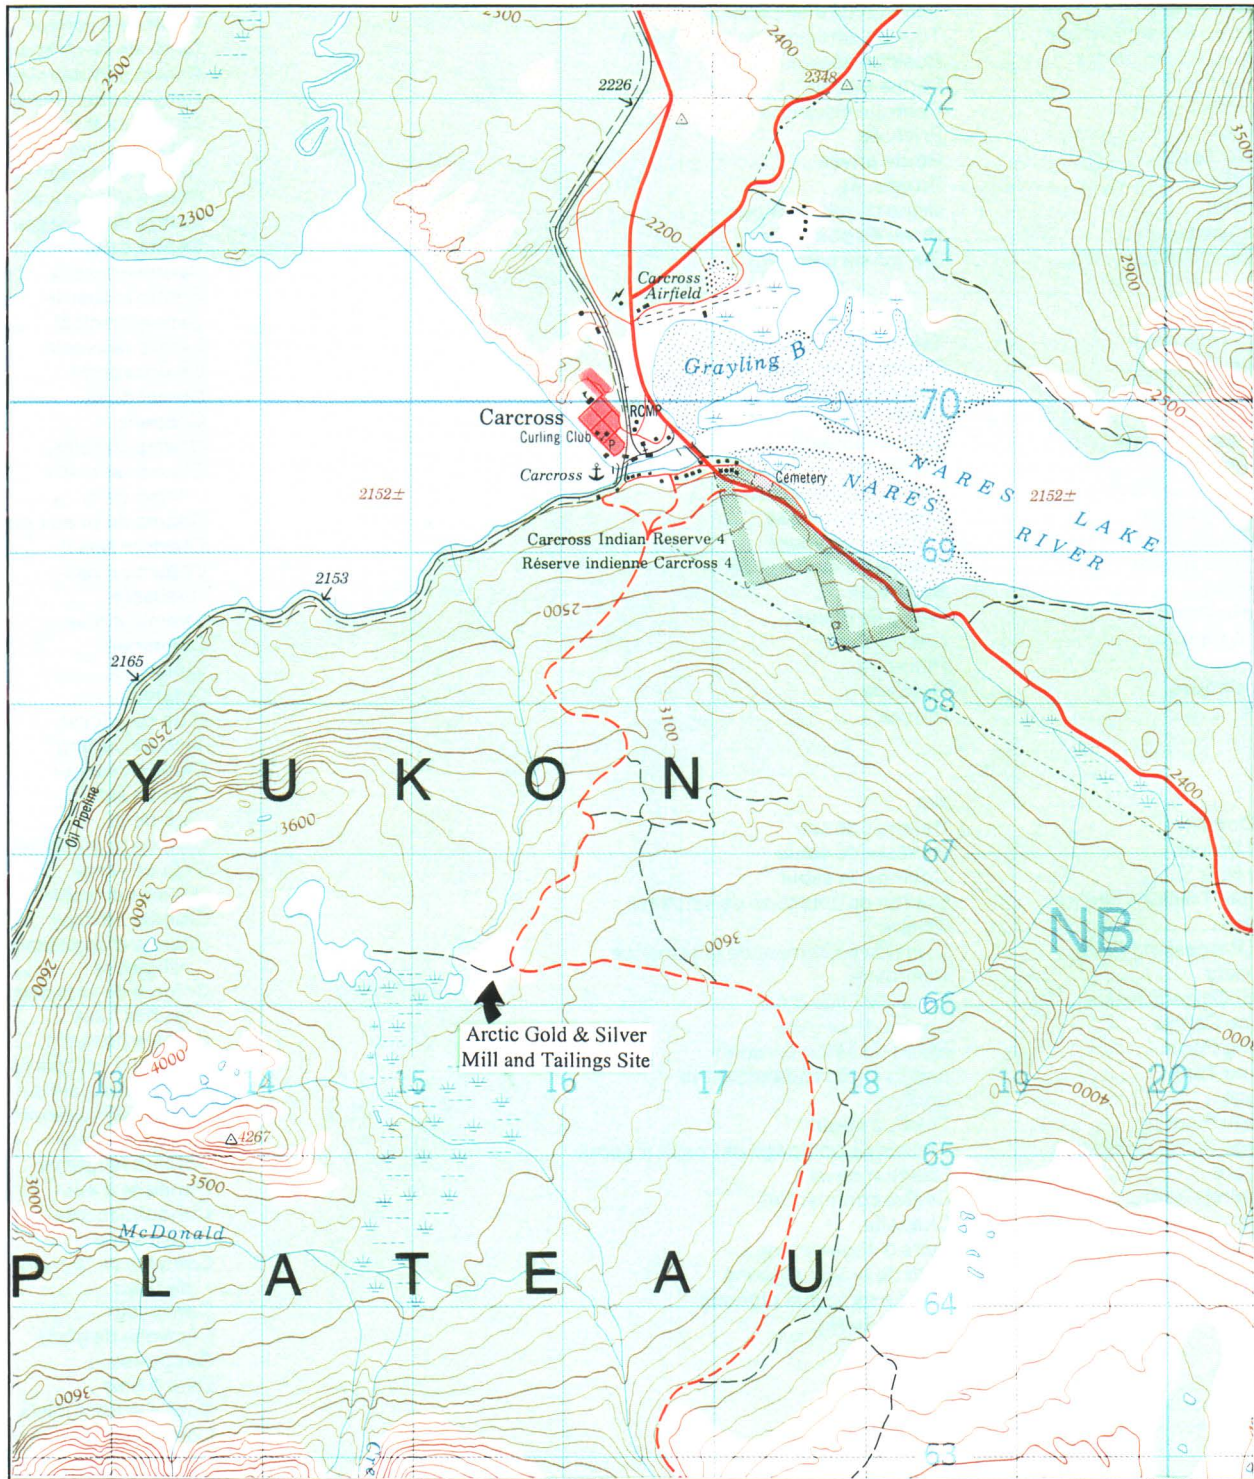 2500
2400
2500
2348
72
2226
3500
2300
2200
71
2900
Carcross
Airfield
Grayling B
70
2500
Carcross
RCMP
Curling Club
Carcross
Cemetery
NARES LAKE
2152±
NARES RIVER
2152±
Carcross Indian Reserve 4
Réserve indienne Carcross 4
69
2153
2500
2165
68
3100
2500
YUKON
2400
Oil Pipeline
3600
67
3600
NB
3600
2600
66
Arctic Gold & Silver
Mill and Tailings Site
4000
13 14 15 16 17 18 19 20
4000
4267
65
3500
3000
McDonald
PLATEAU
64
3600
63
Cre